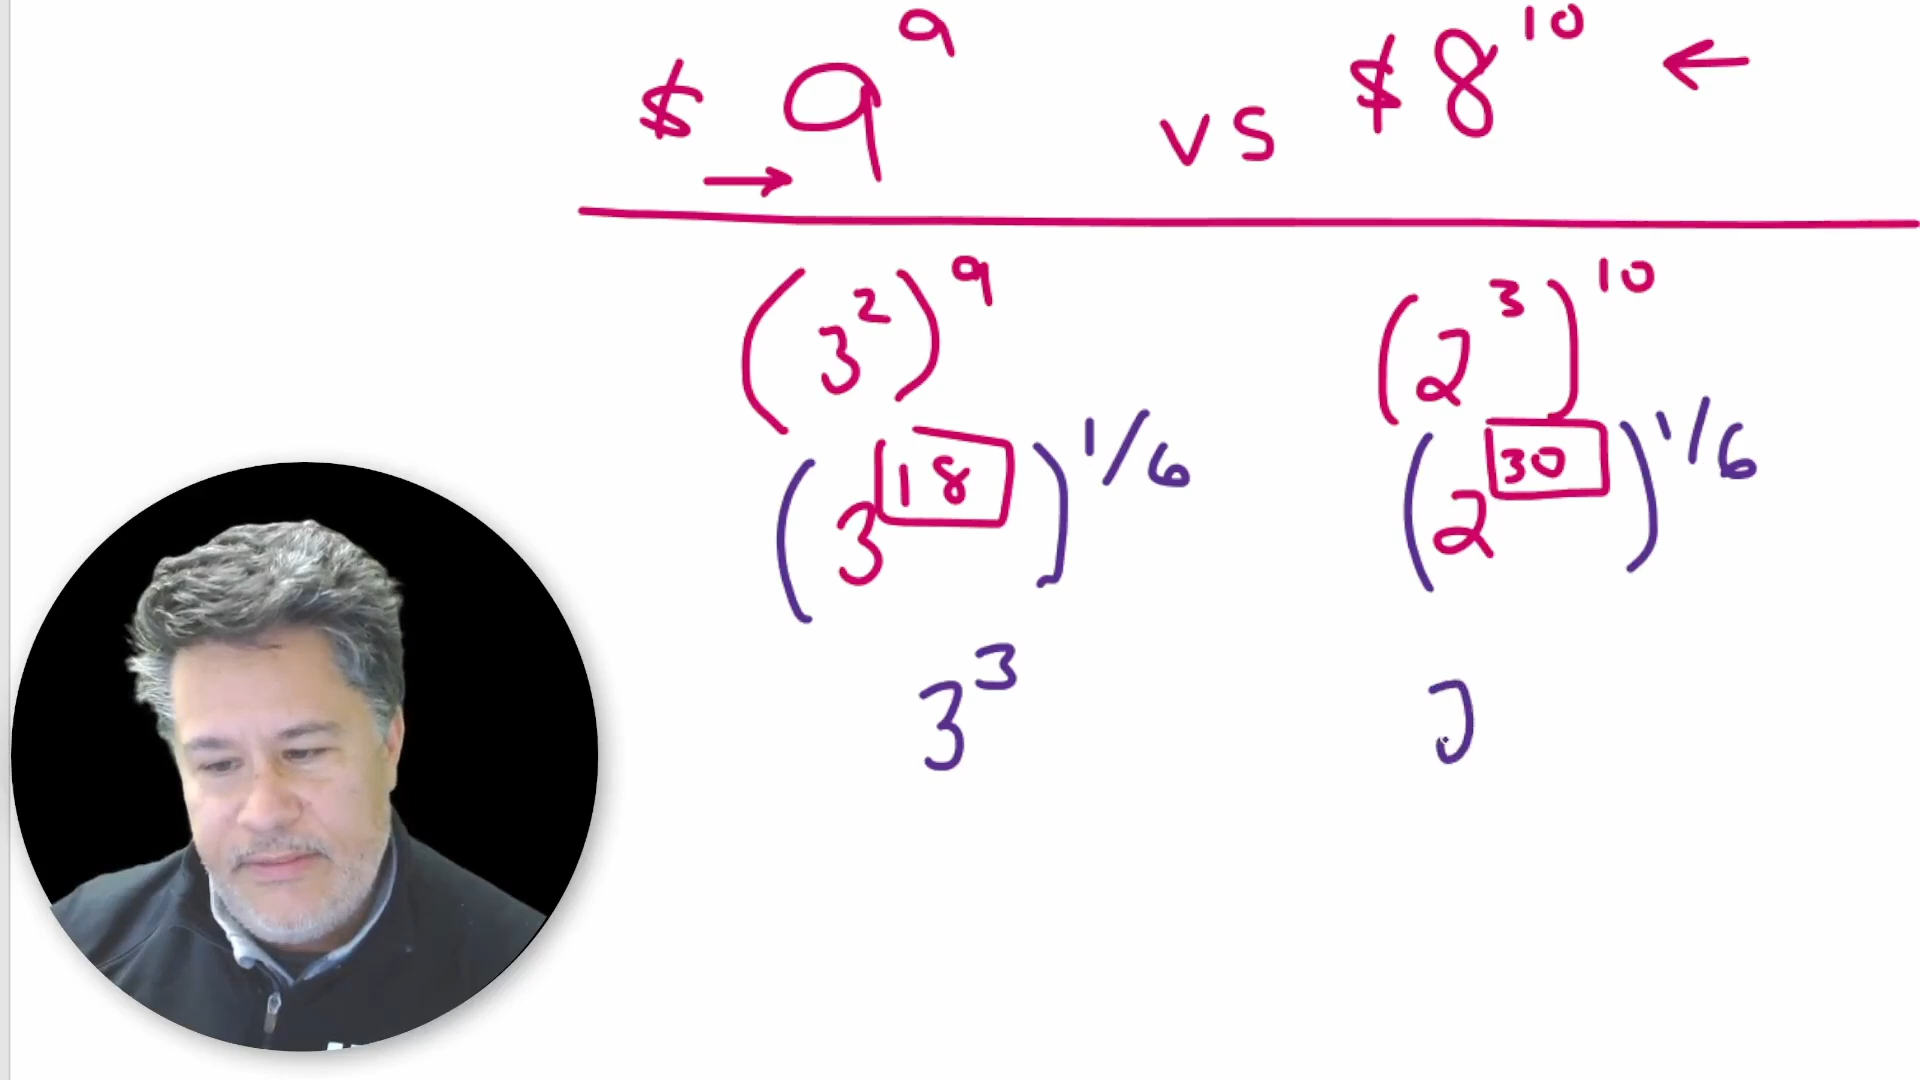 $ 9^9 vs $ 8^10 ←
→
(3^2)^9 (2^3)^10
(3^18)^1/6 (2^30)^1/6
3^3